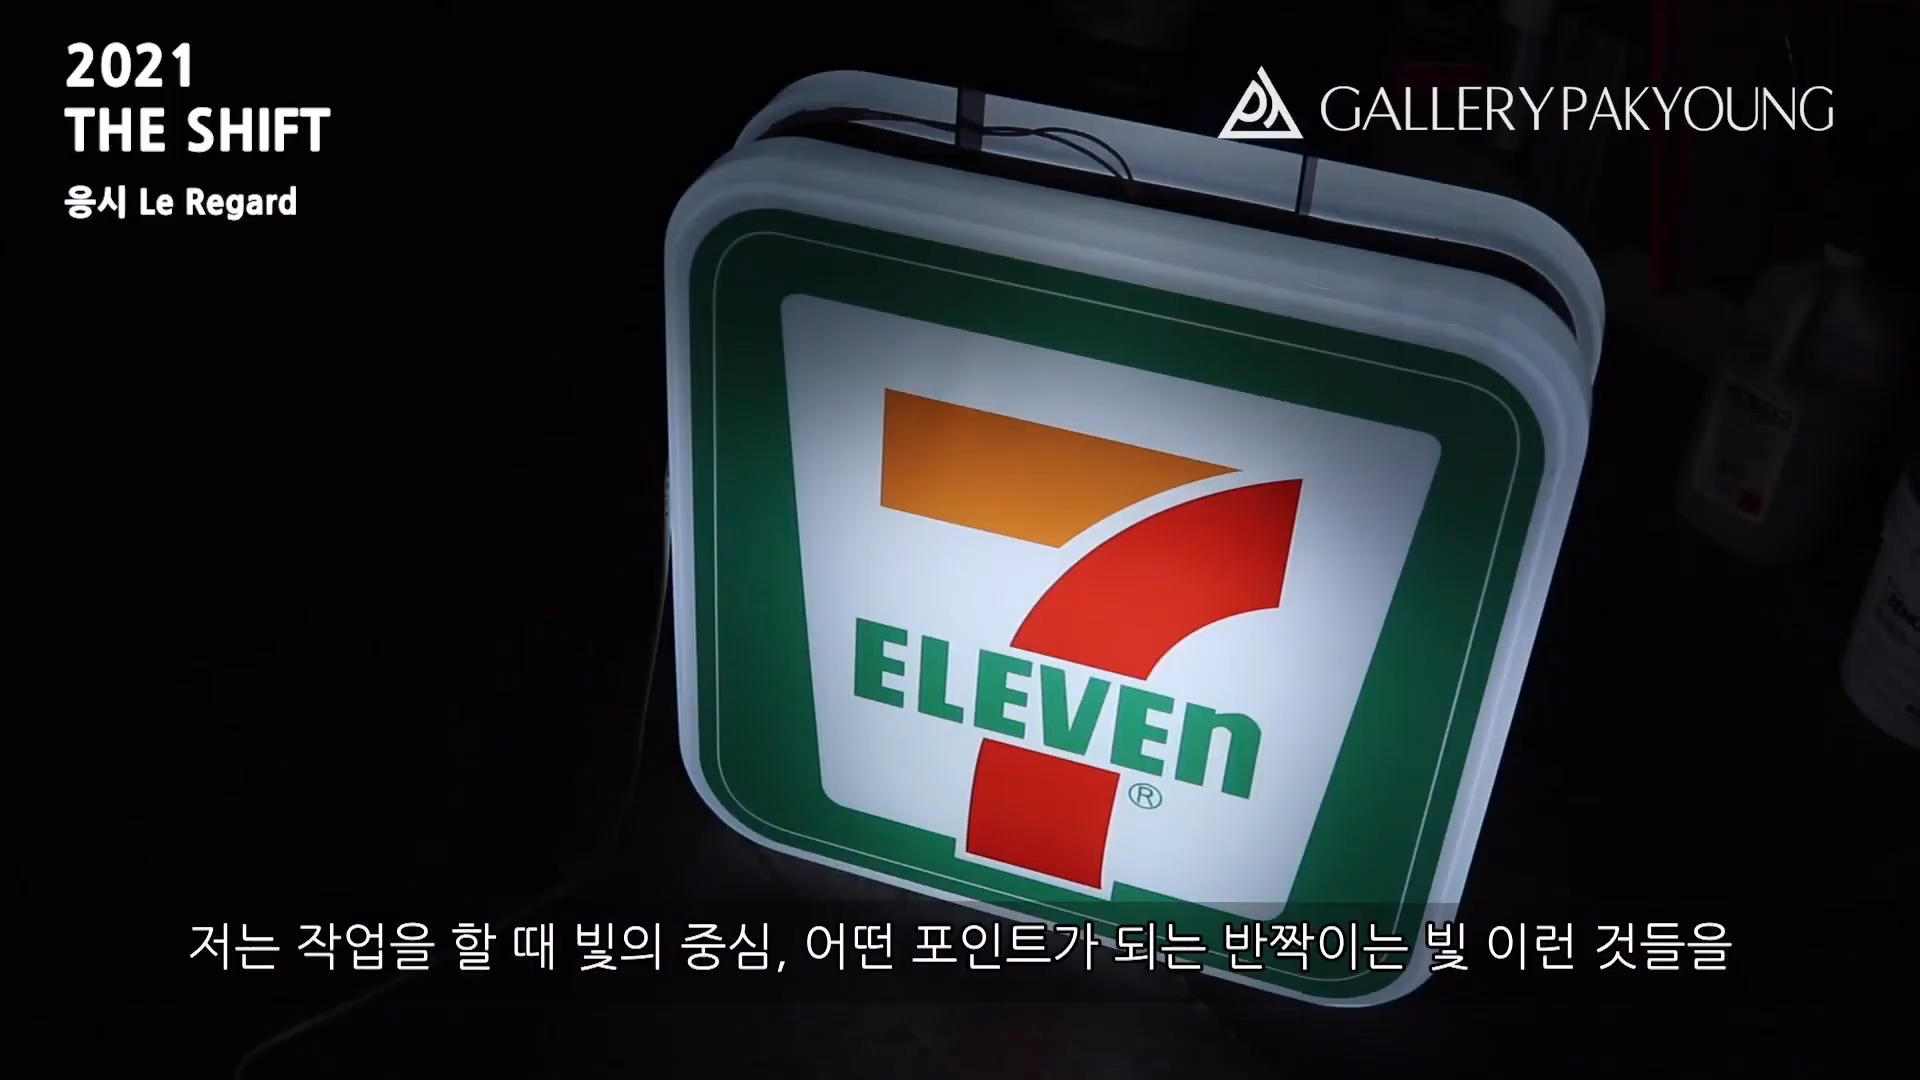 2021
THE SHIFT
응시 Le Regard
GALLERY PAKYOUNG
7
ELEVEn
®
저는 작업을 할 때 빛의 중심, 어떤 포인트가 되는 반짝이는 빛 이런 것들을